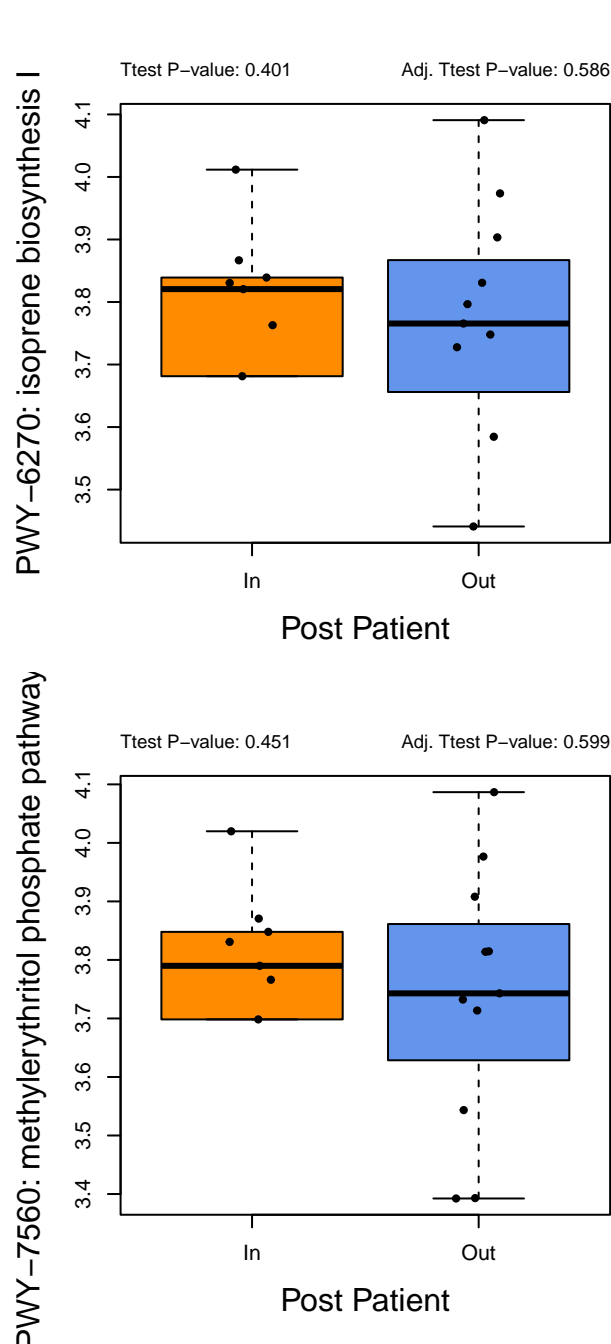 Ttest P−value: 0.401
Adj. Ttest P−value: 0.586
PWY−6270: isoprene biosynthesis I
4.1
4.0
3.9
3.8
3.7
3.6
3.5
In
Out
Post Patient
Ttest P−value: 0.451
Adj. Ttest P−value: 0.599
PWY−7560: methylerythritol phosphate pathway
4.1
4.0
3.9
3.8
3.7
3.6
3.5
3.4
In
Out
Post Patient